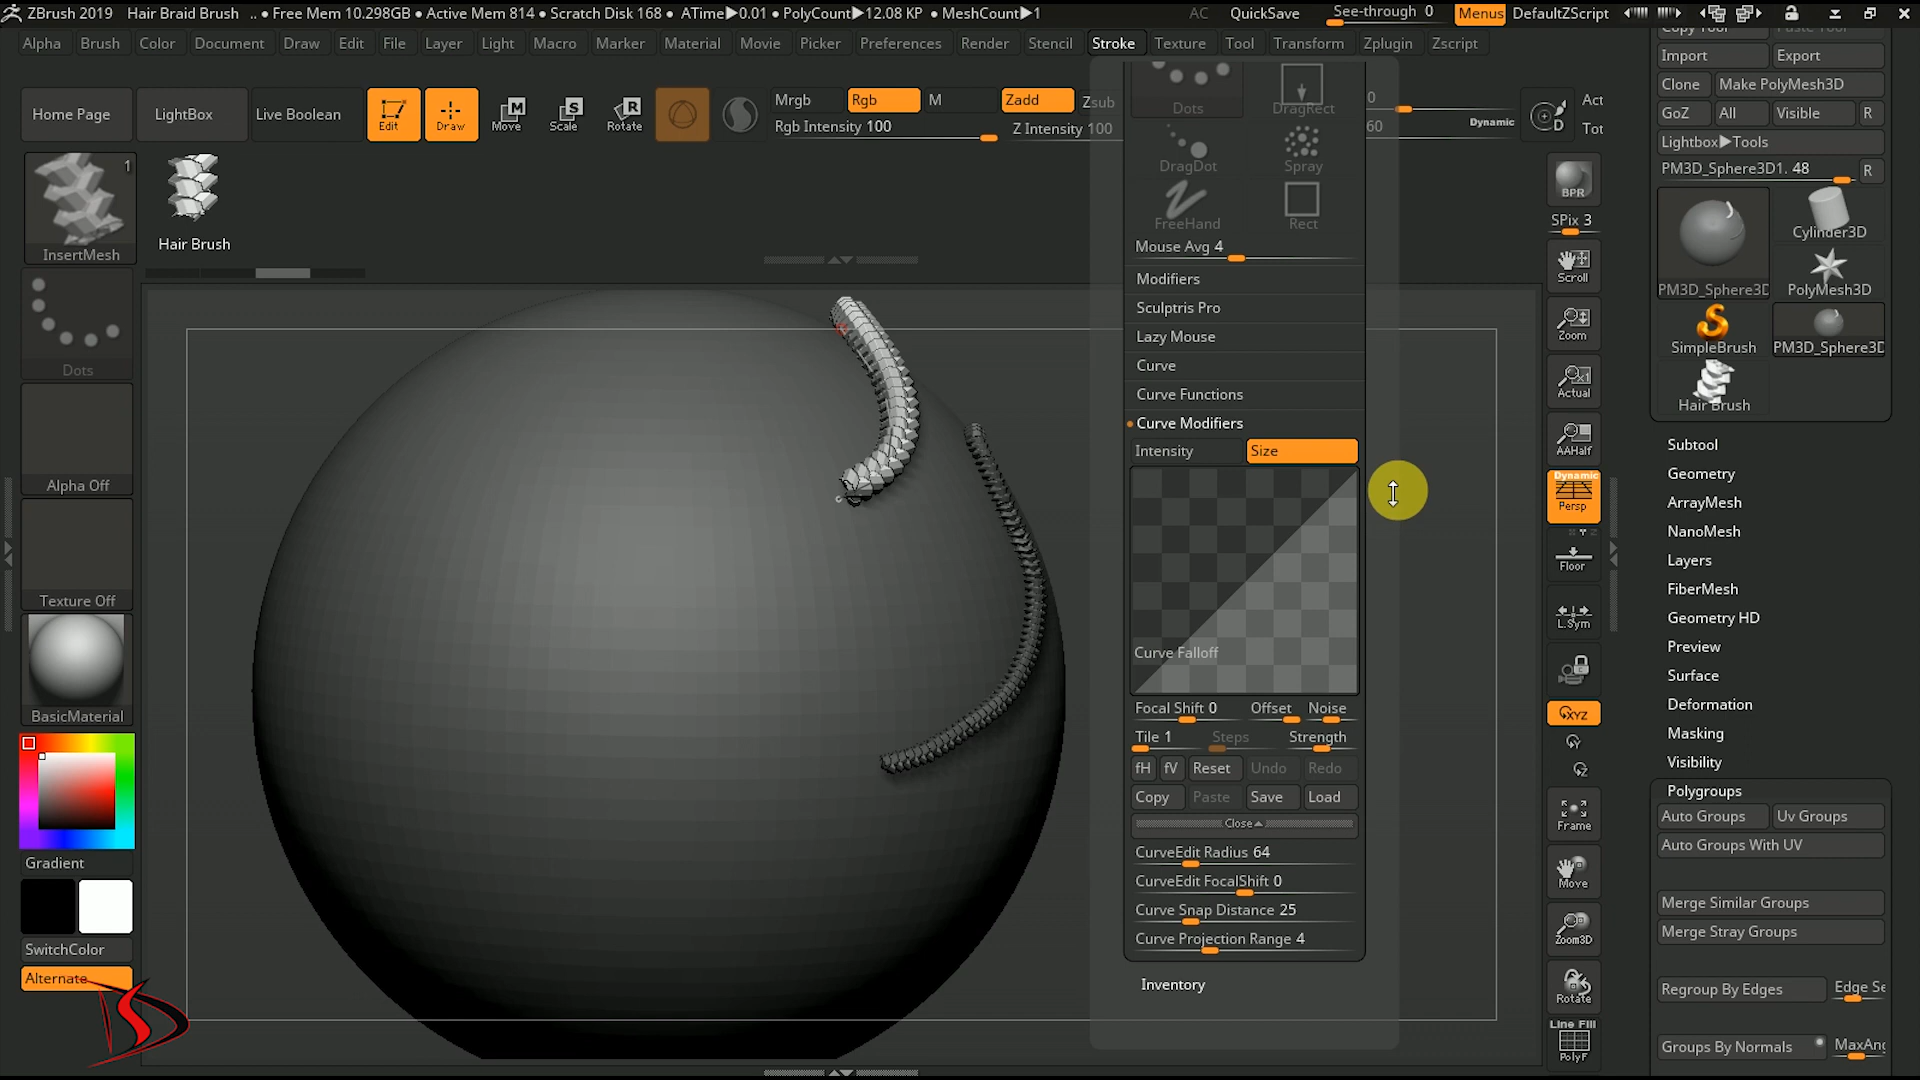 ZBrush 2019 Hair Braid Brush .. • Free Mem 10.298GB • Active Mem 814 • Scratch Disk 168 • ATime▶0.01 • PolyCount▶12.08 KP • MeshCount▶1 AC QuickSave See-through 0 Menus DefaultZScript
Alpha Brush Color Document Draw Edit File Layer Light Macro Marker Material Movie Picker Preferences Render Stencil Stroke Texture Tool Transform Zplugin Zscript
Import Export
Clone Make PolyMesh3D
GoZ All Visible R
Lightbox▶Tools
PM3D_Sphere3D1. 48 R
PM3D_Sphere3D
Cylinder3D
PolyMesh3D
SimpleBrush
PM3D_Sphere3D
Hair Brush
Home Page LightBox Live Boolean
Edit Draw Move Scale Rotate
M S R
Mrgb Rgb M Zadd Zsub
Rgb Intensity 100 Z Intensity 100
0
60 Dynamic
D
Act
Tot
1
InsertMesh
Hair Brush
Dots
Alpha Off
Texture Off
BasicMaterial
Gradient
SwitchColor
Alternate
Dots DragRect
DragDot Spray
FreeHand Rect
Mouse Avg 4
Modifiers
Sculptris Pro
Lazy Mouse
Curve
Curve Functions
Curve Modifiers
Intensity Size
Curve Falloff
Focal Shift 0 Offset Noise
Tile 1 Steps Strength
fH fV Reset Undo Redo
Copy Paste Save Load
Close
CurveEdit Radius 64
CurveEdit FocalShift 0
Curve Snap Distance 25
Curve Projection Range 4
Inventory
BPR
SPix 3
Scroll
Zoom
Actual
AAHalf
Dynamic
Persp
Floor
L.Sym
XYZ
Frame
Move
Zoom3D
Rotate
Line Fill
PolyF
Subtool
Geometry
ArrayMesh
NanoMesh
Layers
FiberMesh
Geometry HD
Preview
Surface
Deformation
Masking
Visibility
Polygroups
Auto Groups Uv Groups
Auto Groups With UV
Merge Similar Groups
Merge Stray Groups
Regroup By Edges Edge Se
Groups By Normals MaxAng